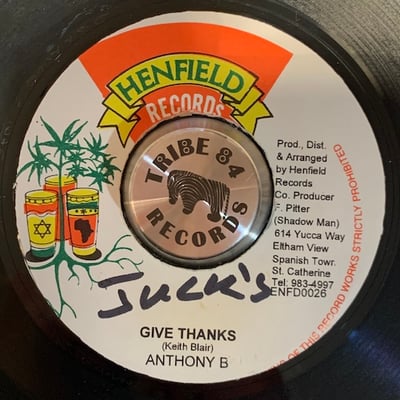 HENFIELD
RECORDS
TRIBE 84
RECORDS
Prod., Dist.
& Arranged
by Henfield
Records
Co. Producer
F. Pitter
(Shadow Man)
614 Yucca Way
Eltham View
Spanish Towr.
St. Catherine
Tel: 983-4997
ENFD0026
OF THIS RECORD WORKS STRICTLY PROHIBITED
Juck's
GIVE THANKS
(Keith Blair)
ANTHONY B